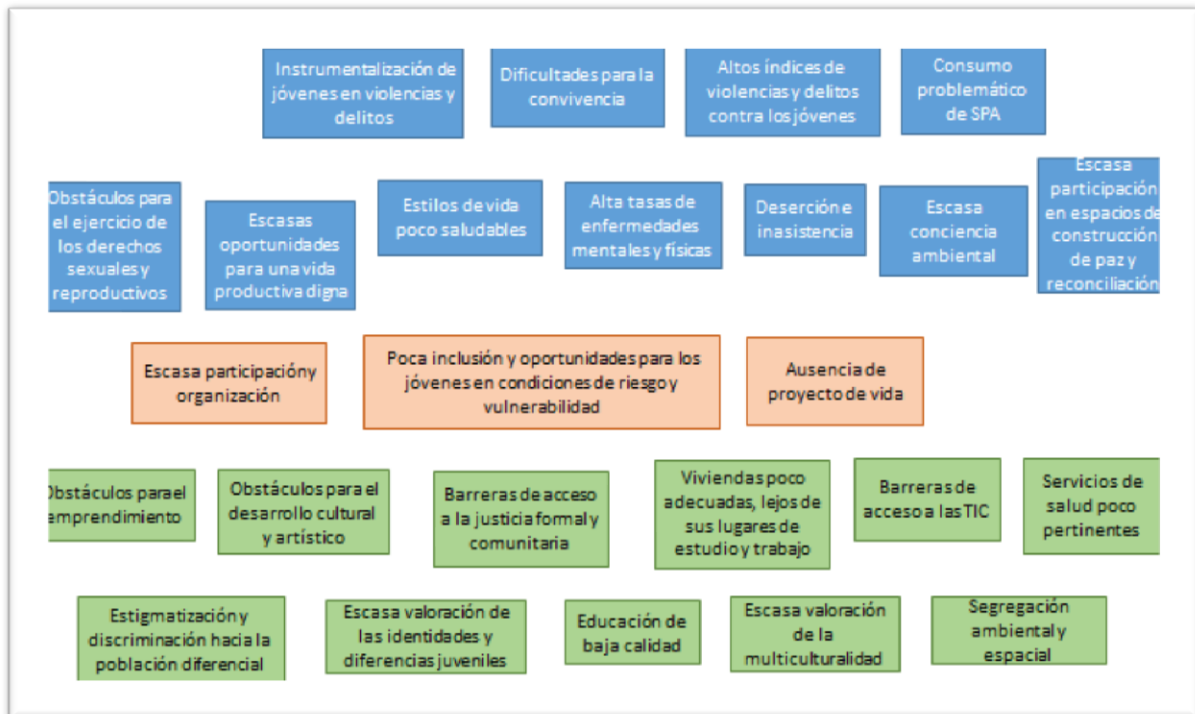 Instrumentalización de
jóvenes en violencias y
delitos
Dificultades para la
convivencia
Altos índices de
violencias y delitos
contra los jóvenes
Consumo
problemático
de SPA
Obstáculos para
el ejercicio de
los derechos
sexuales y
reproductivos
Escasas
oportunidades
para una vida
productiva digna
Estilos de vida
poco saludables
Alta tasas de
enfermedades
mentales y físicas
Deserción e
inasistencia
Escasa
conciencia
ambiental
Escasa
participación
en espacios de
construcción
de paz y
reconciliación
Escasa participación y
organización
Poca inclusión y oportunidades para los
jóvenes en condiciones de riesgo y
vulnerabilidad
Ausencia de
proyecto de vida
Obstáculos para el
emprendimiento
Obstáculos para el
desarrollo cultural
y artístico
Barreras de acceso
a la justicia formal y
comunitaria
Viviendas poco
adecuadas, lejos de
sus lugares de
estudio y trabajo
Barreras de
acceso a las TIC
Servicios de
salud poco
pertinentes
Estigmatización y
discriminación hacia la
población diferencial
Escasa valoración de
las identidades y
diferencias juveniles
Educación de
baja calidad
Escasa valoración
de la
multiculturalidad
Segregación
ambiental y
espacial